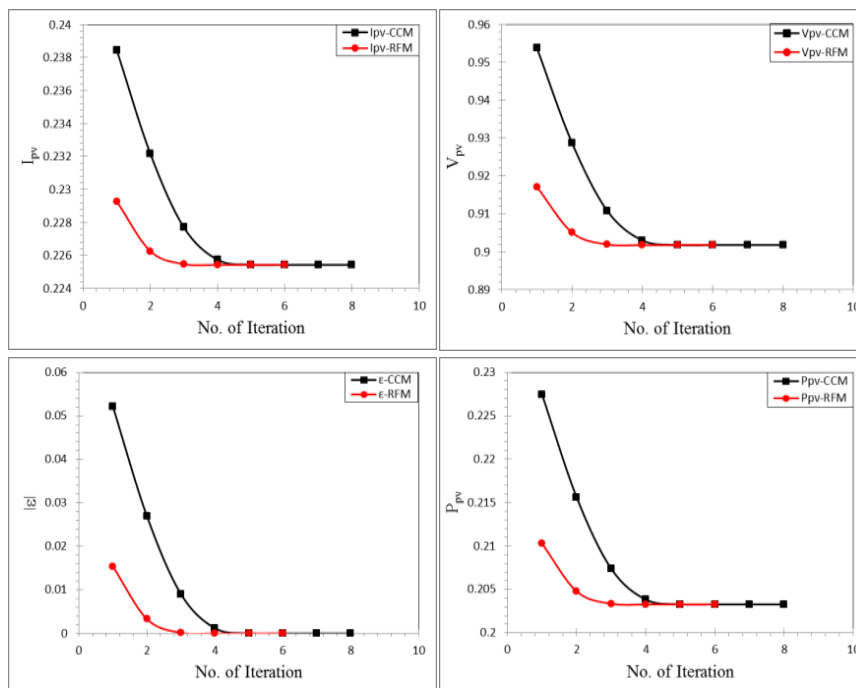 0.24
0.238
0.236
0.234
0.232
0.23
0.228
0.226
0.224
I_pv
0 2 4 6 8 10
No. of Iteration
Ipv-CCM
Ipv-RFM
0.96
0.95
0.94
0.93
0.92
0.91
0.9
0.89
V_pv
0 2 4 6 8 10
No. of Iteration
Vpv-CCM
Vpv-RFM
0.06
0.05
0.04
0.03
0.02
0.01
0
|ε|
0 2 4 6 8 10
No. of Iteration
ε-CCM
ε-RFM
0.23
0.225
0.22
0.215
0.21
0.205
0.2
P_pv
0 2 4 6 8 10
No. of Iteration
Ppv-CCM
Ppv-RFM